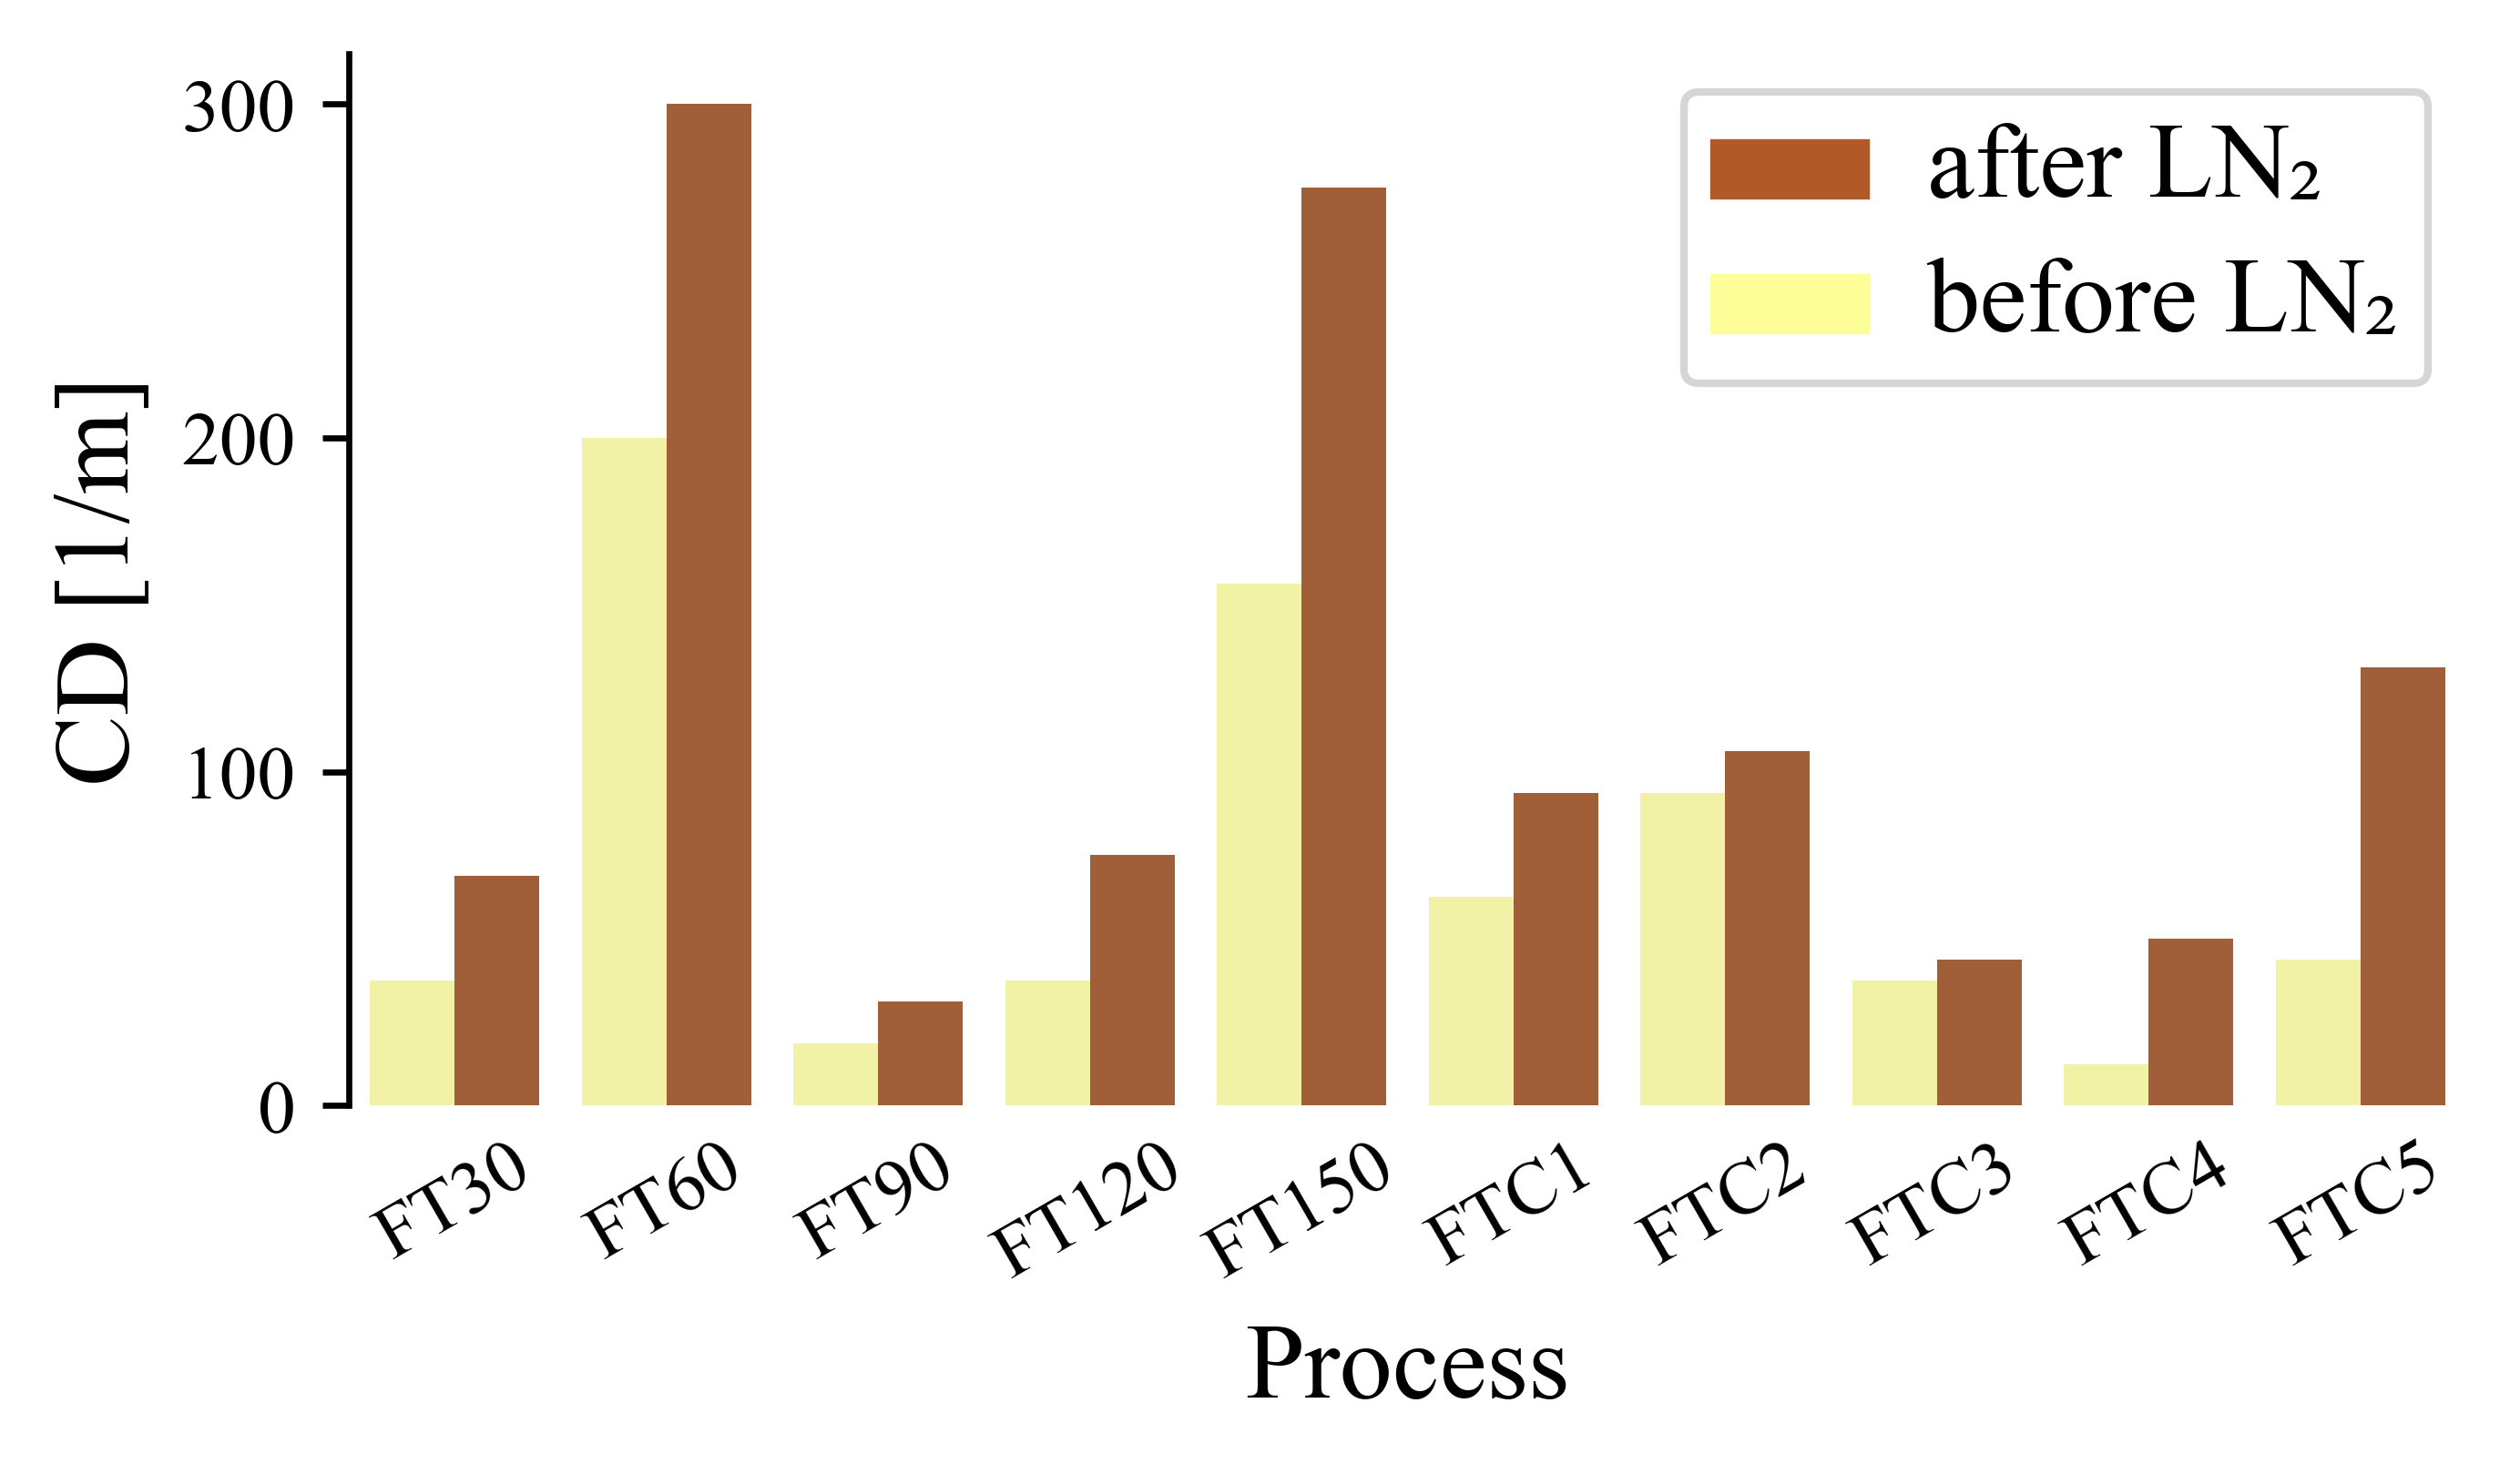 300
200
100
0
CD [1/m]
after LN₂
before LN₂
FT30
FT60
FT90
FT120
FT150
FTC1
FTC2
FTC3
FTC4
FTC5
Process